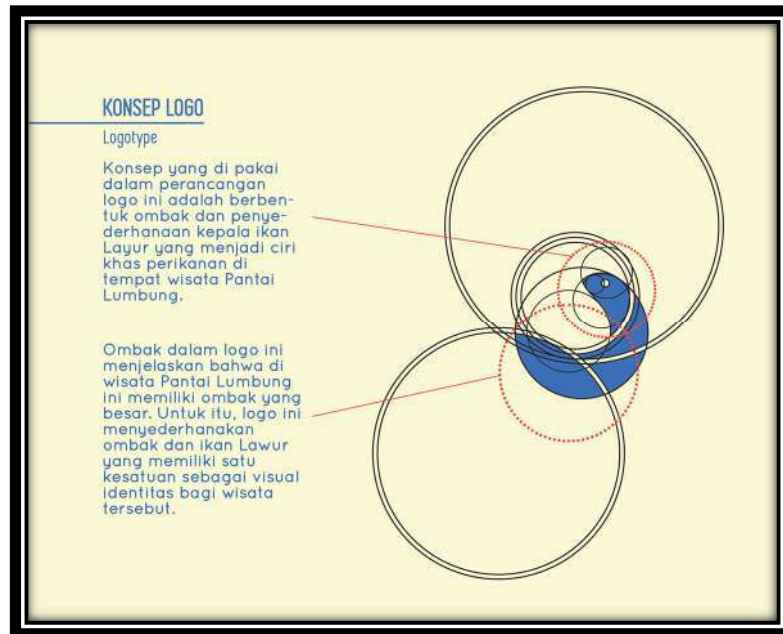 KONSEP LOGO
Logotype
Konsep yang di pakai
dalam perancangan
logo ini adalah berben-
tuk ombak dan penye-
derhanaan kepala ikan
Layur yang menjadi ciri
khas perikanan di
tempat wisata Pantai
Lumbung.
Ombak dalam logo ini
menjelaskan bahwa di
wisata Pantai Lumbung
ini memiliki ombak yang
besar. Untuk itu, logo ini
menyederhanakan
ombak dan ikan Lawur
yang memiliki satu
kesatuan sebagai visual
identitas bagi wisata
tersebut.